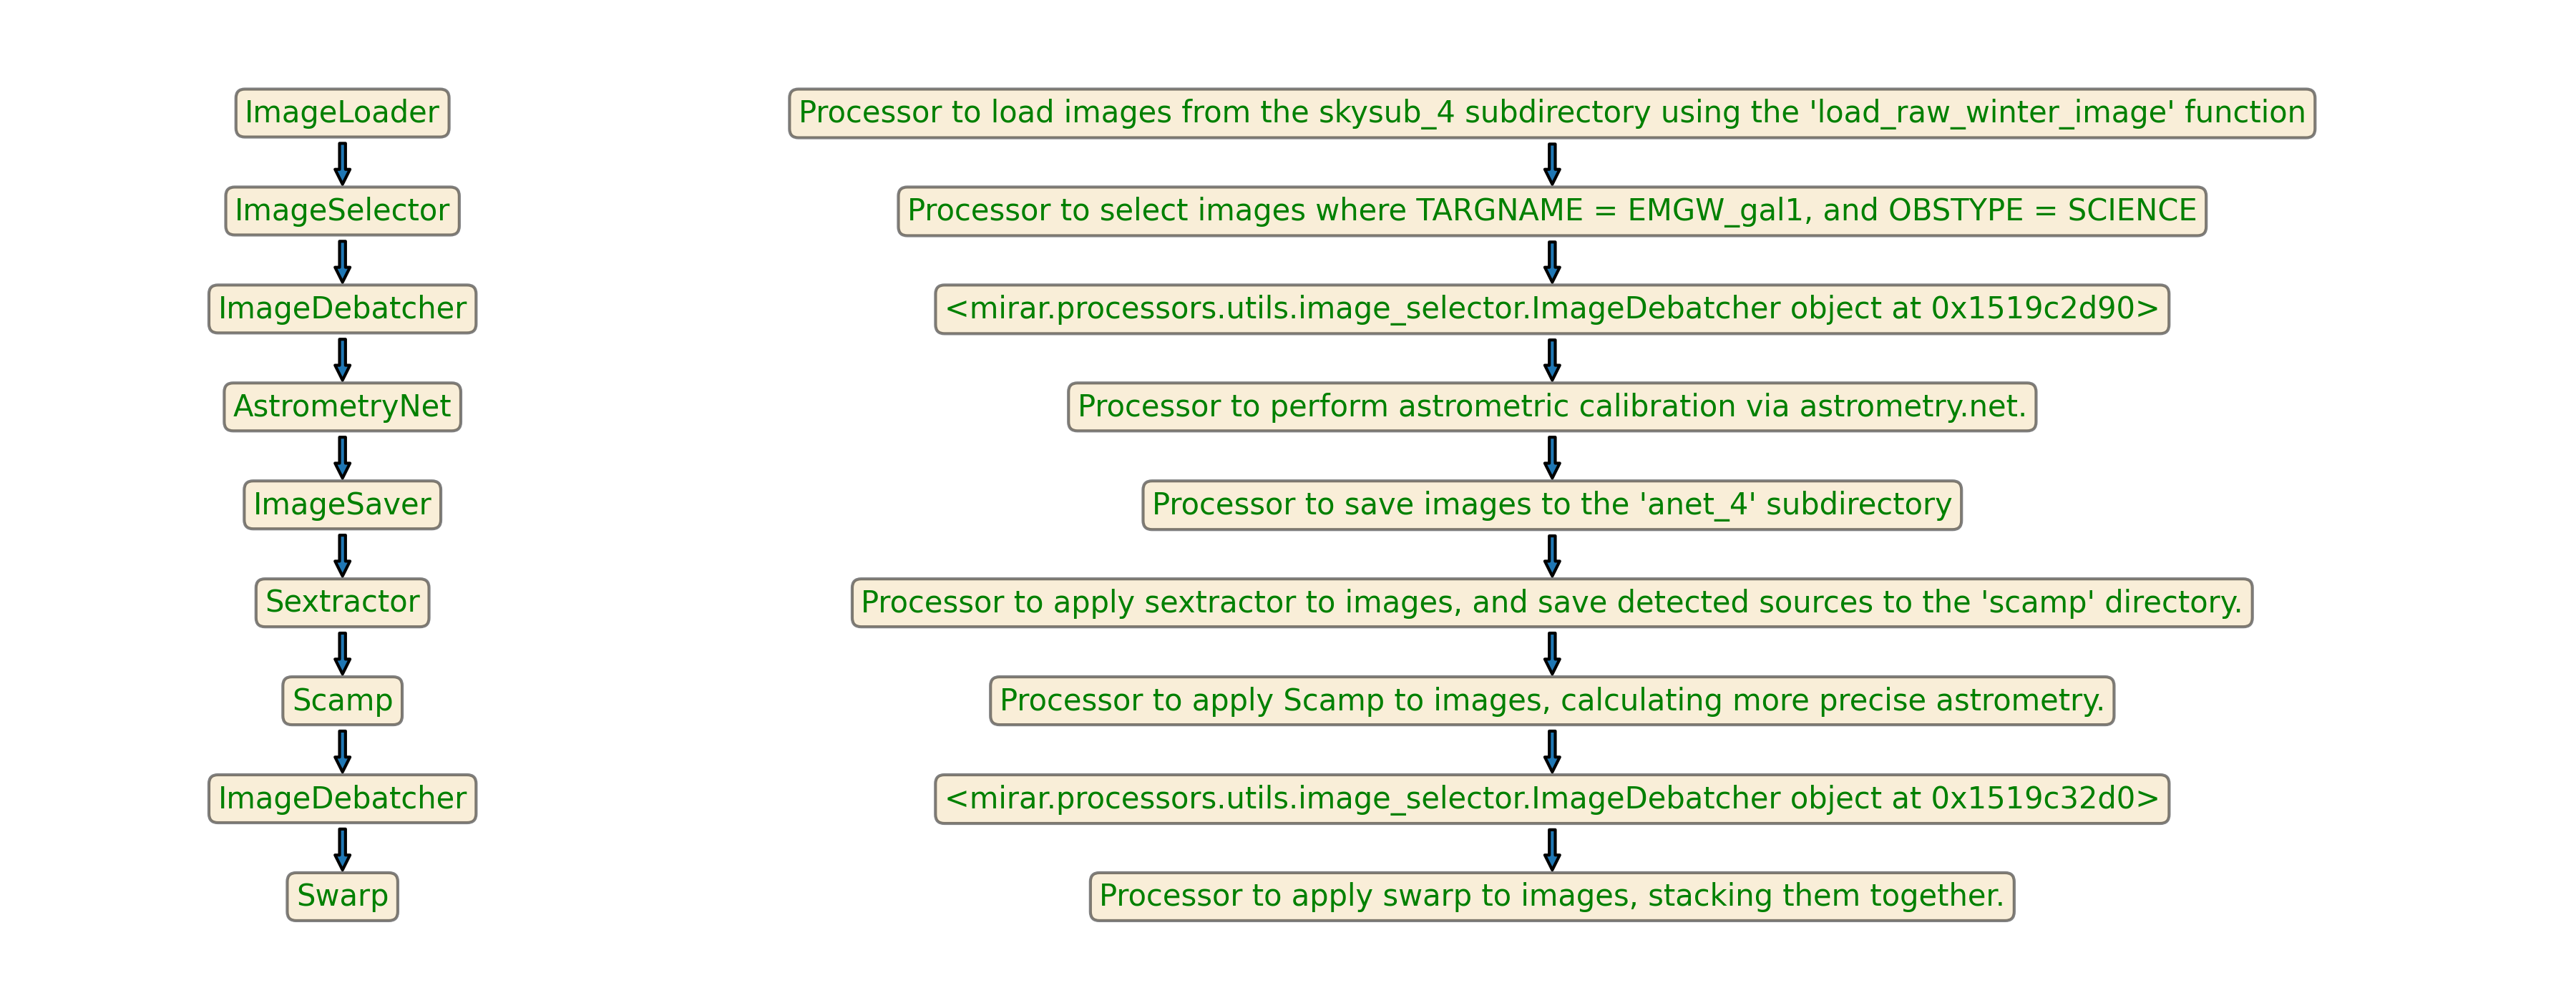 ImageLoader
Processor to load images from the skysub_4 subdirectory using the 'load_raw_winter_image' function
ImageSelector
Processor to select images where TARGNAME = EMGW_gal1, and OBSTYPE = SCIENCE
ImageDebatcher
<mirar.processors.utils.image_selector.ImageDebatcher object at 0x1519c2d90>
AstrometryNet
Processor to perform astrometric calibration via astrometry.net.
ImageSaver
Processor to save images to the 'anet_4' subdirectory
Sextractor
Processor to apply sextractor to images, and save detected sources to the 'scamp' directory.
Scamp
Processor to apply Scamp to images, calculating more precise astrometry.
ImageDebatcher
<mirar.processors.utils.image_selector.ImageDebatcher object at 0x1519c32d0>
Swarp
Processor to apply swarp to images, stacking them together.